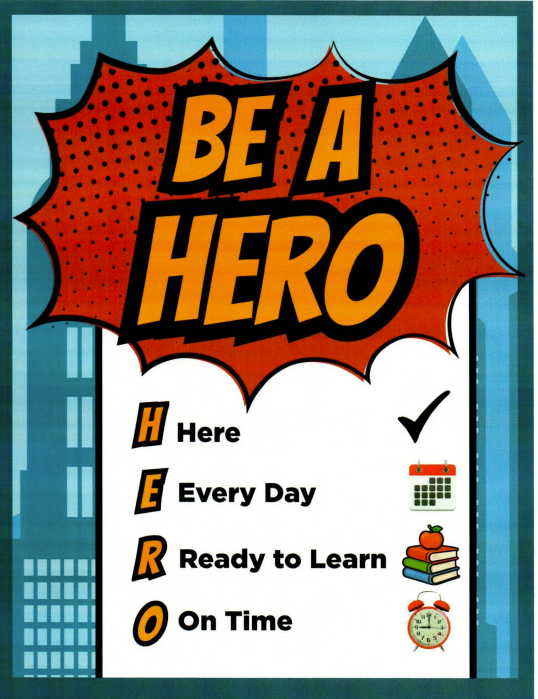 BE A
HERO
H Here
E Every Day
R Ready to Learn
O On Time